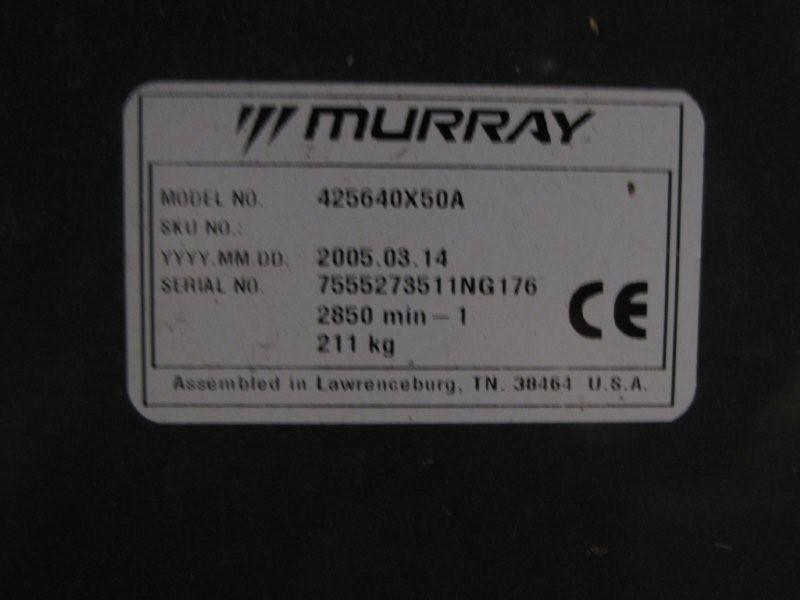 MURRAY
MODEL NO. 425640X50A
SKU NO.:
YYYY.MM.DD: 2005.03.14
SERIAL NO. 7555273511NG176
2850 min-1
211 kg
CE
Assembled in Lawrenceburg, TN. 38464 U.S.A.